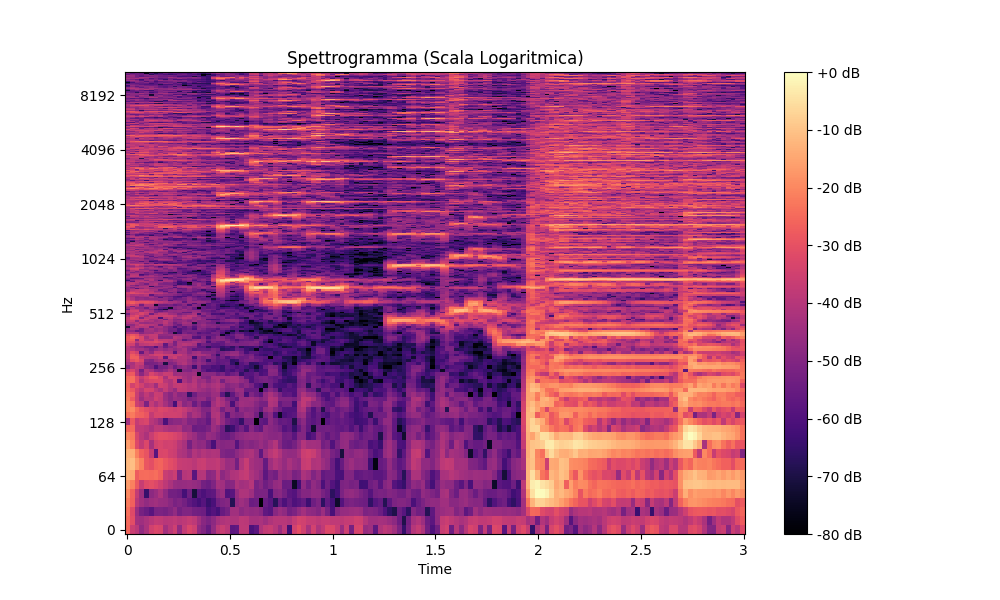 Spettrogramma (Scala Logaritmica)
Hz
8192
4096
2048
1024
512
256
128
64
0
0
0.5
1
1.5
2
2.5
3
Time
+0 dB
-10 dB
-20 dB
-30 dB
-40 dB
-50 dB
-60 dB
-70 dB
-80 dB